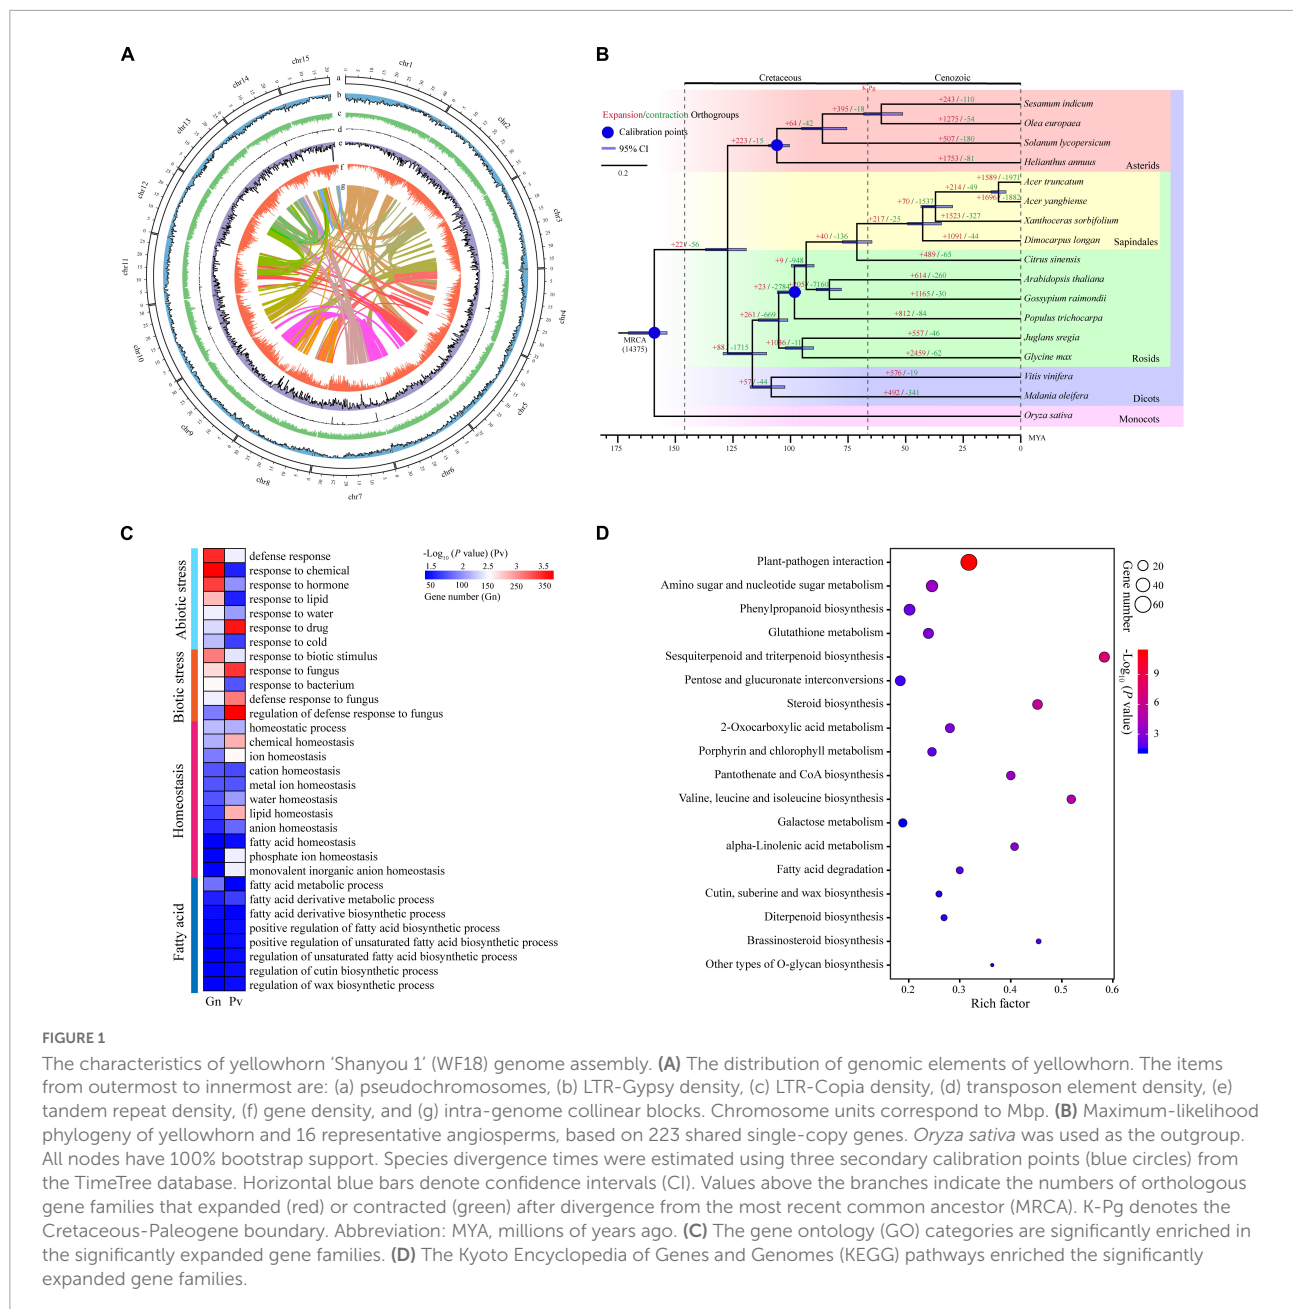 A
a
b
c
d
e
f
g
chr1
chr2
chr3
chr4
chr5
chr6
chr7
chr8
chr9
chr10
chr11
chr12
chr13
chr14
chr15
B
Cretaceous
Cenozoic
K-Pg
Expansion/contraction Orthogroups
Calibration points
95% CI
0.2
+243 / -110
Sesamum indicum
+395 / -18
+1275 / -54
Olea europaea
+64 / -42
+507 / -180
Solanum lycopersicum
+223 / -15
+1753 / -81
Helianthus annuus
Asterids
+1589 / -1971
Acer truncatum
+214 / -49
+1696 / -1882
Acer yangbiense
+70 / -1537
+1523 / -327
Xanthoceras sorbifolium
+217 / -25
+1091 / -44
Dimocarpus longan
Sapindales
+40 / -136
+489 / -65
Citrus sinensis
+22 / -56
+9 / -948
+614 / -260
Arabidopsis thaliana
+23 / -2784
-7160
+1165 / -30
Gossypium raimondii
+261 / -669
+812 / -84
Populus trichocarpa
+557 / -46
Juglans sregia
+88 / -1715
+2459 / -62
Glycine max
Rosids
MRCA
(14375)
+576 / -19
Vitis vinifera
+57 / -44
+492 / -341
Malania oleifera
Dicots
Oryza sativa
Monocots
175 150 125 100 75 50 25 0
MYA
C
-Log10 (P value) (Pv)
1.5 2 2.5 3 3.5
50 100 150 250 350
Gene number (Gn)
Abiotic stress
defense response
response to chemical
response to hormone
response to lipid
response to water
response to drug
response to cold
Biotic stress
response to biotic stimulus
response to fungus
response to bacterium
defense response to fungus
regulation of defense response to fungus
Homeostasis
homeostatic process
chemical homeostasis
ion homeostasis
cation homeostasis
metal ion homeostasis
water homeostasis
lipid homeostasis
anion homeostasis
fatty acid homeostasis
phosphate ion homeostasis
monovalent inorganic anion homeostasis
Fatty acid
fatty acid metabolic process
fatty acid derivative metabolic process
fatty acid derivative biosynthetic process
positive regulation of fatty acid biosynthetic process
positive regulation of unsaturated fatty acid biosynthetic process
regulation of unsaturated fatty acid biosynthetic process
regulation of cutin biosynthetic process
regulation of wax biosynthetic process
Gn Pv
D
Plant-pathogen interaction
Amino sugar and nucleotide sugar metabolism
Phenylpropanoid biosynthesis
Glutathione metabolism
Sesquiterpenoid and triterpenoid biosynthesis
Pentose and glucuronate interconversions
Steroid biosynthesis
2-Oxocarboxylic acid metabolism
Porphyrin and chlorophyll metabolism
Pantothenate and CoA biosynthesis
Valine, leucine and isoleucine biosynthesis
Galactose metabolism
alpha-Linolenic acid metabolism
Fatty acid degradation
Cutin, suberine and wax biosynthesis
Diterpenoid biosynthesis
Brassinosteroid biosynthesis
Other types of O-glycan biosynthesis
0.2 0.3 0.4 0.5 0.6
Rich factor
Gene number
20
40
60
-Log10 (P value)
9
6
3
FIGURE 1
The characteristics of yellowhorn ‘Shanyou 1’ (WF18) genome assembly. (A) The distribution of genomic elements of yellowhorn. The items
from outermost to innermost are: (a) pseudochromosomes, (b) LTR-Gypsy density, (c) LTR-Copia density, (d) transposon element density, (e)
tandem repeat density, (f) gene density, and (g) intra-genome collinear blocks. Chromosome units correspond to Mbp. (B) Maximum-likelihood
phylogeny of yellowhorn and 16 representative angiosperms, based on 223 shared single-copy genes. Oryza sativa was used as the outgroup.
All nodes have 100% bootstrap support. Species divergence times were estimated using three secondary calibration points (blue circles) from
the TimeTree database. Horizontal blue bars denote confidence intervals (CI). Values above the branches indicate the numbers of orthologous
gene families that expanded (red) or contracted (green) after divergence from the most recent common ancestor (MRCA). K-Pg denotes the
Cretaceous-Paleogene boundary. Abbreviation: MYA, millions of years ago. (C) The gene ontology (GO) categories are significantly enriched in
the significantly expanded gene families. (D) The Kyoto Encyclopedia of Genes and Genomes (KEGG) pathways enriched the significantly
expanded gene families.